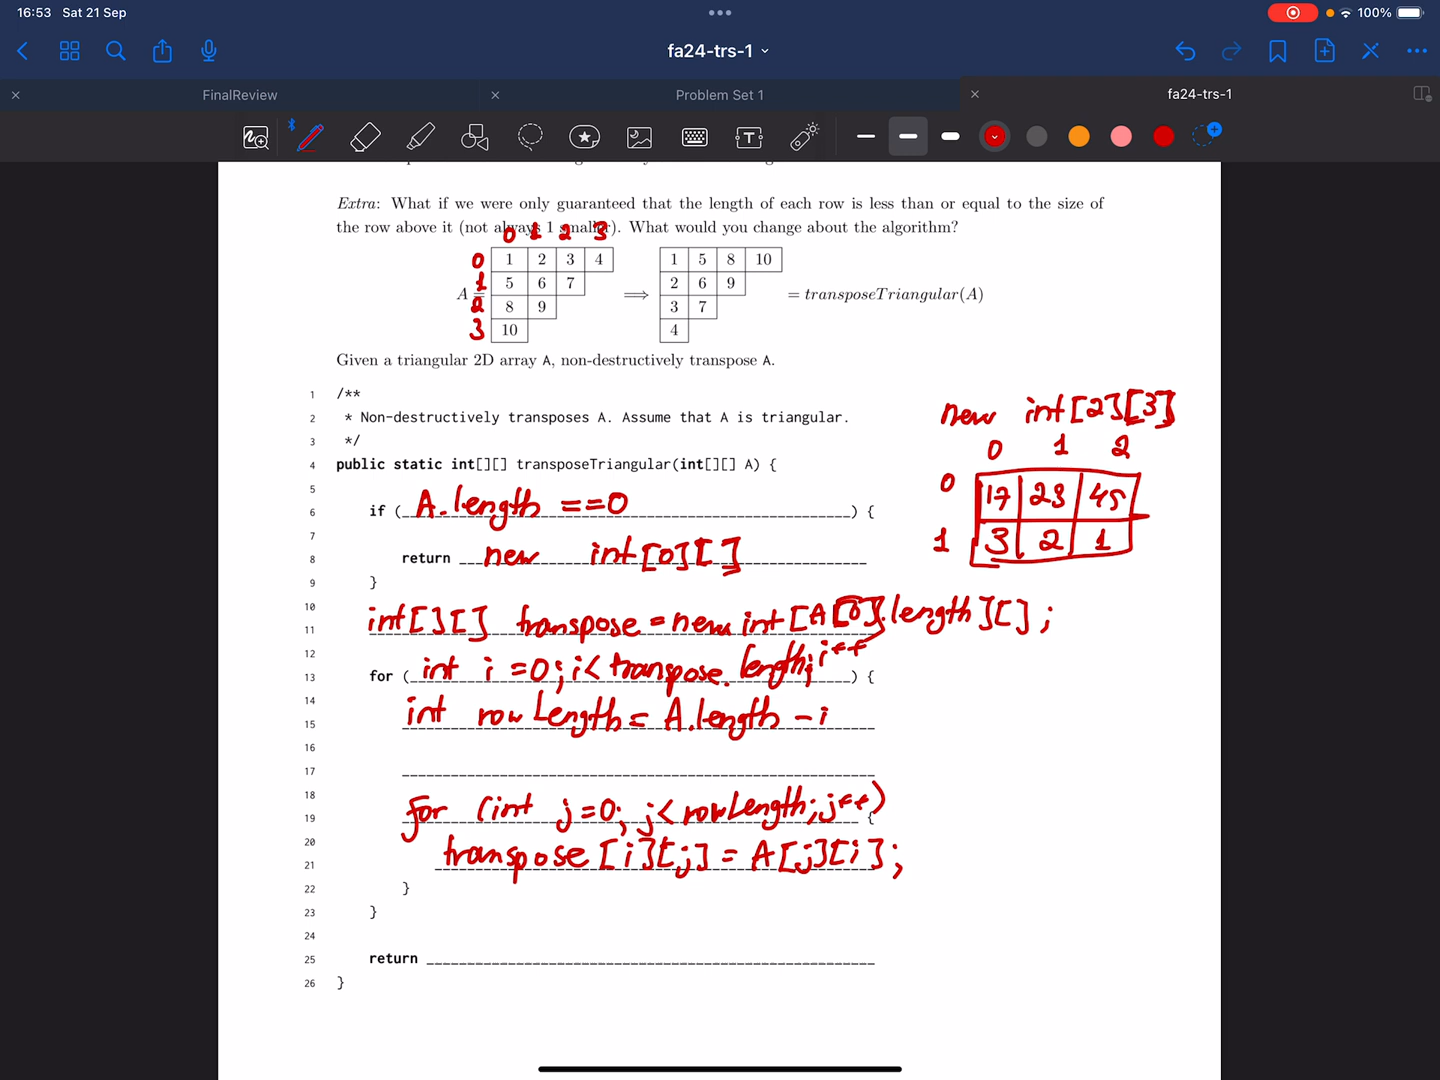 16:53 Sat 21 Sep
100%
fa24-trs-1
FinalReview
Problem Set 1
fa24-trs-1
Extra: What if we were only guaranteed that the length of each row is less than or equal to the size of
the row above it (not always 1 smaller). What would you change about the algorithm?
0 1 2 3
0 1 2 3 4
1 5 6 7
2 8 9
3 10
A =
⟹
1 5 8 10
2 6 9
3 7
4
= transposeTriangular(A)
Given a triangular 2D array A, non-destructively transpose A.
1 /**
2 * Non-destructively transposes A. Assume that A is triangular.
3 */
4 public static int[][] transposeTriangular(int[][] A) {
5
6 if ( A.length ==0 ) {
7
8 return new int[0][]
9 }
10
11 int[][] transpose = new int[A[0].length][];
12
13 for ( int i =0; i< transpose.length; i++ ) {
14
15 int rowLength = A.length - i
16
17
18
19 for (int j=0; j< rowLength; j++) {
20
21 transpose[i][j] = A[j][i];
22 }
23 }
24
25 return
26 }
new int[2][3]
0 1 2
0 17 23 45
1 3 2 1